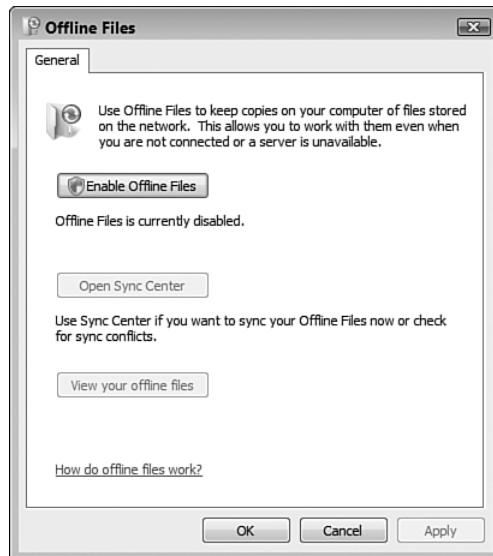 Offline Files
General
Use Offline Files to keep copies on your computer of files stored
on the network. This allows you to work with them even when
you are not connected or a server is unavailable.
Enable Offline Files
Offline Files is currently disabled.
Open Sync Center
Use Sync Center if you want to sync your Offline Files now or check
for sync conflicts.
View your offline files
How do offline files work?
OK Cancel Apply